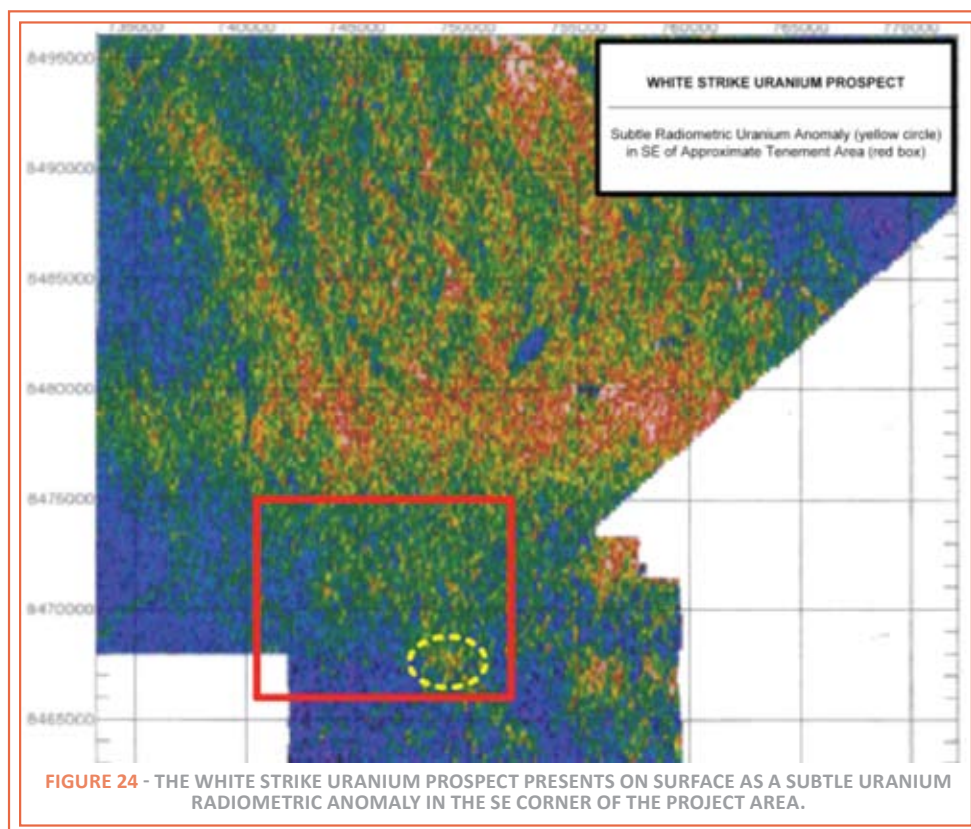 735000 740000 745000 750000 755000 760000 765000 770000
8495000
WHITE STRIKE URANIUM PROSPECT
Subtle Radiometric Uranium Anomaly (yellow circle)
in SE of Approximate Tenement Area (red box)
8490000
8485000
8480000
8475000
8470000
8465000
FIGURE 24 - THE WHITE STRIKE URANIUM PROSPECT PRESENTS ON SURFACE AS A SUBTLE URANIUM
RADIOMETRIC ANOMALY IN THE SE CORNER OF THE PROJECT AREA.